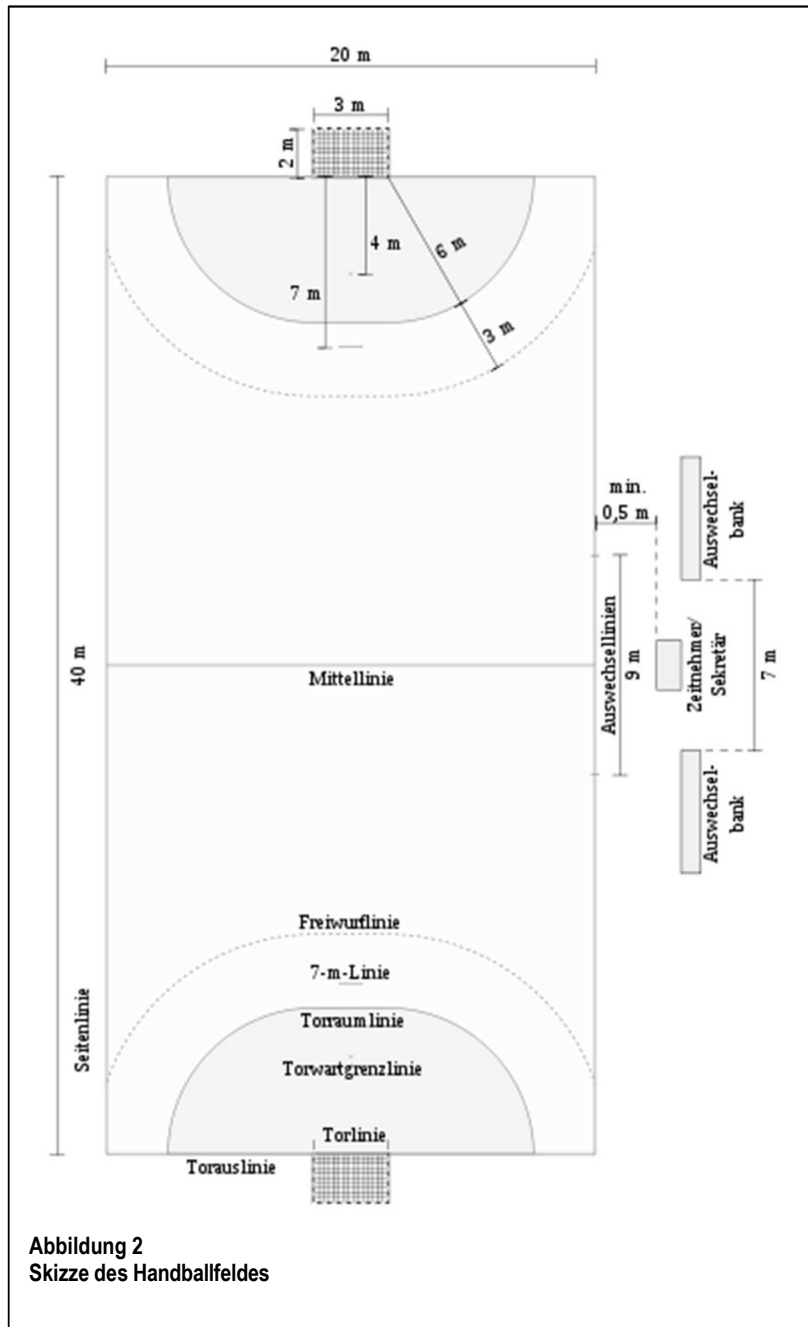 20 m
3 m
2 m
4 m
6 m
7 m
3 m
min.
0,5 m
Auswechsel-
bank
Auswechsellinien
9 m
Zeitnehmer/
Sekretär
7 m
40 m
Mittellinie
Auswechsel-
bank
Freiwurflinie
7-m-Linie
Seitenlinie
Torraumlinie
Torwartgrenzlinie
Torlinie
Torauslinie
Abbildung 2
Skizze des Handballfeldes